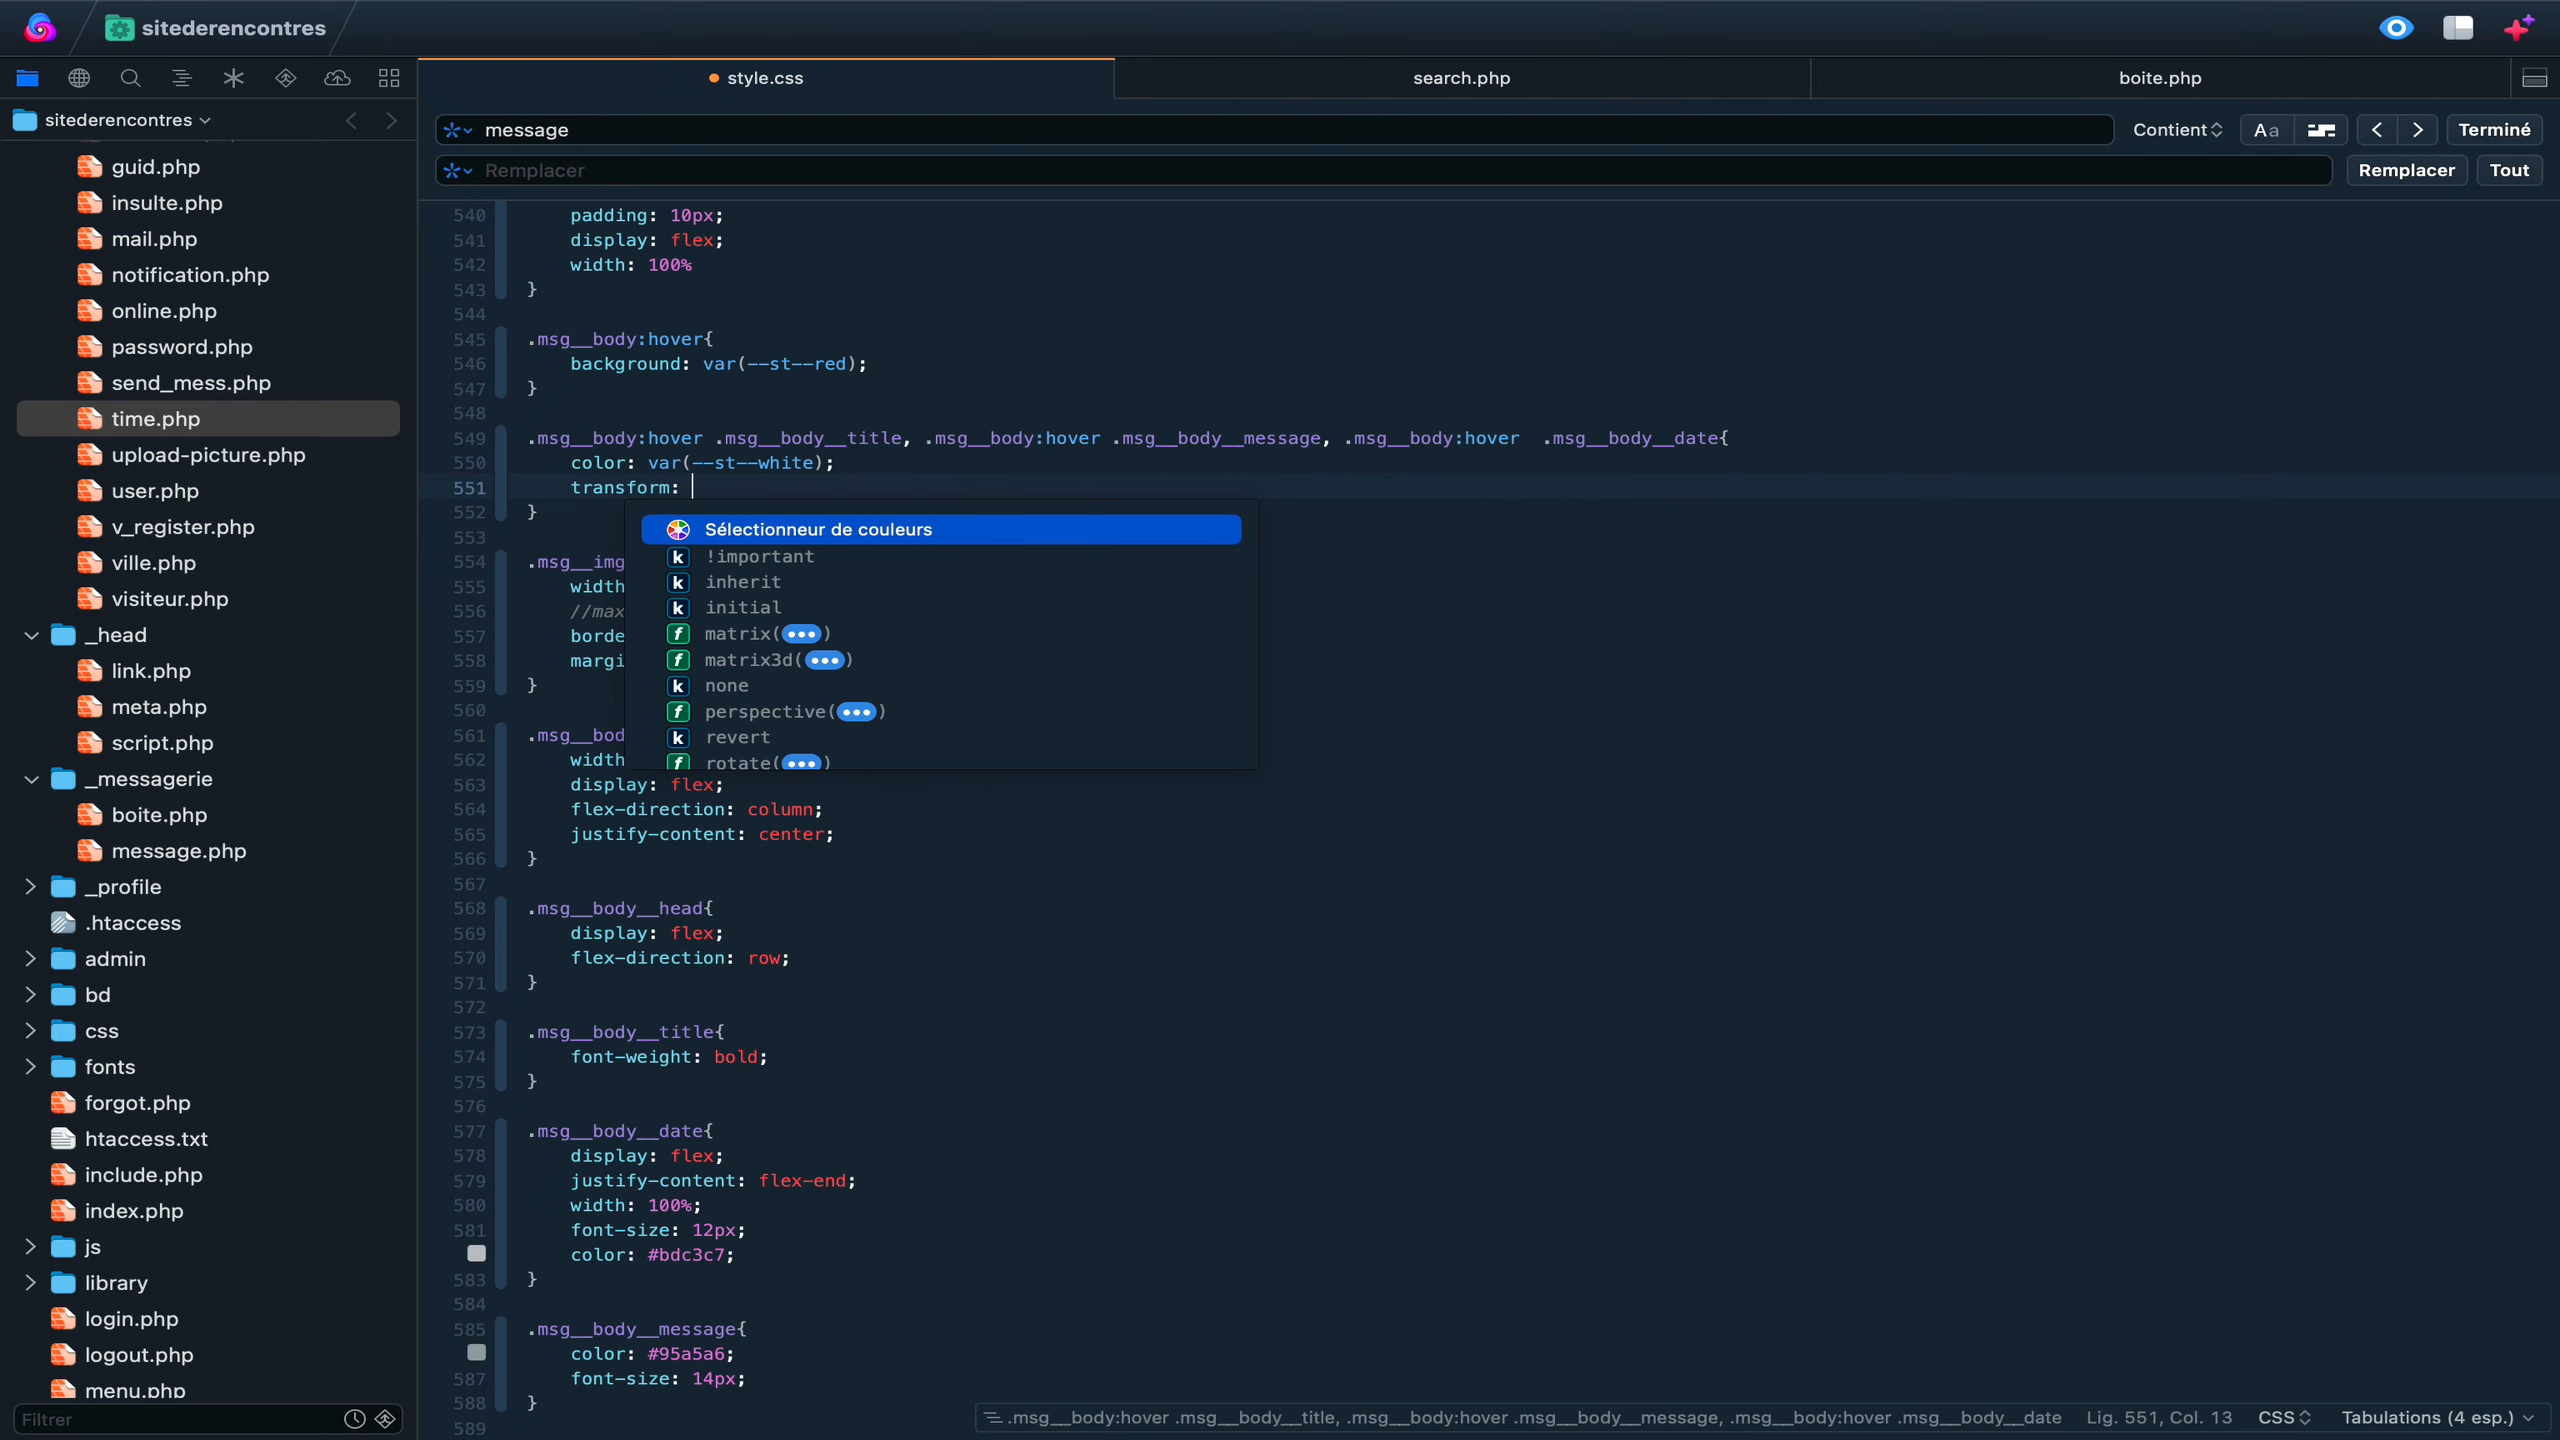 sitederencontres
style.css
search.php
boite.php
sitederencontres
message
Contient
Aa
Terminé
Remplacer
Remplacer
Tout
guid.php
insulte.php
mail.php
notification.php
online.php
password.php
send_mess.php
time.php
upload-picture.php
user.php
v_register.php
ville.php
visiteur.php
_head
link.php
meta.php
script.php
_messagerie
boite.php
message.php
_profile
.htaccess
admin
bd
css
fonts
forgot.php
htaccess.txt
include.php
index.php
js
library
login.php
logout.php
menu.php
Filtrer
540 padding: 10px;
541 display: flex;
542 width: 100%
543 }
544
545 .msg__body:hover{
546 background: var(--st--red);
547 }
548
549 .msg__body:hover .msg__body__title, .msg__body:hover .msg__body__message, .msg__body:hover  .msg__body__date{
550 color: var(--st--white);
551 transform:
552 }
553
554 .msg__img
555 width
556 //max
557 borde
558 margi
559 }
560
561 .msg__bod
562 width
563 display: flex;
564 flex-direction: column;
565 justify-content: center;
566 }
567
568 .msg__body__head{
569 display: flex;
570 flex-direction: row;
571 }
572
573 .msg__body__title{
574 font-weight: bold;
575 }
576
577 .msg__body__date{
578 display: flex;
579 justify-content: flex-end;
580 width: 100%;
581 font-size: 12px;
color: #bdc3c7;
583 }
584
585 .msg__body__message{
color: #95a5a6;
587 font-size: 14px;
588 }
589
Sélectionneur de couleurs
k !important
k inherit
k initial
f matrix(•••)
f matrix3d(•••)
k none
f perspective(•••)
k revert
f rotate(•••)
.msg__body:hover .msg__body__title, .msg__body:hover .msg__body__message, .msg__body:hover .msg__body__date
Lig. 551, Col. 13
CSS
Tabulations (4 esp.)